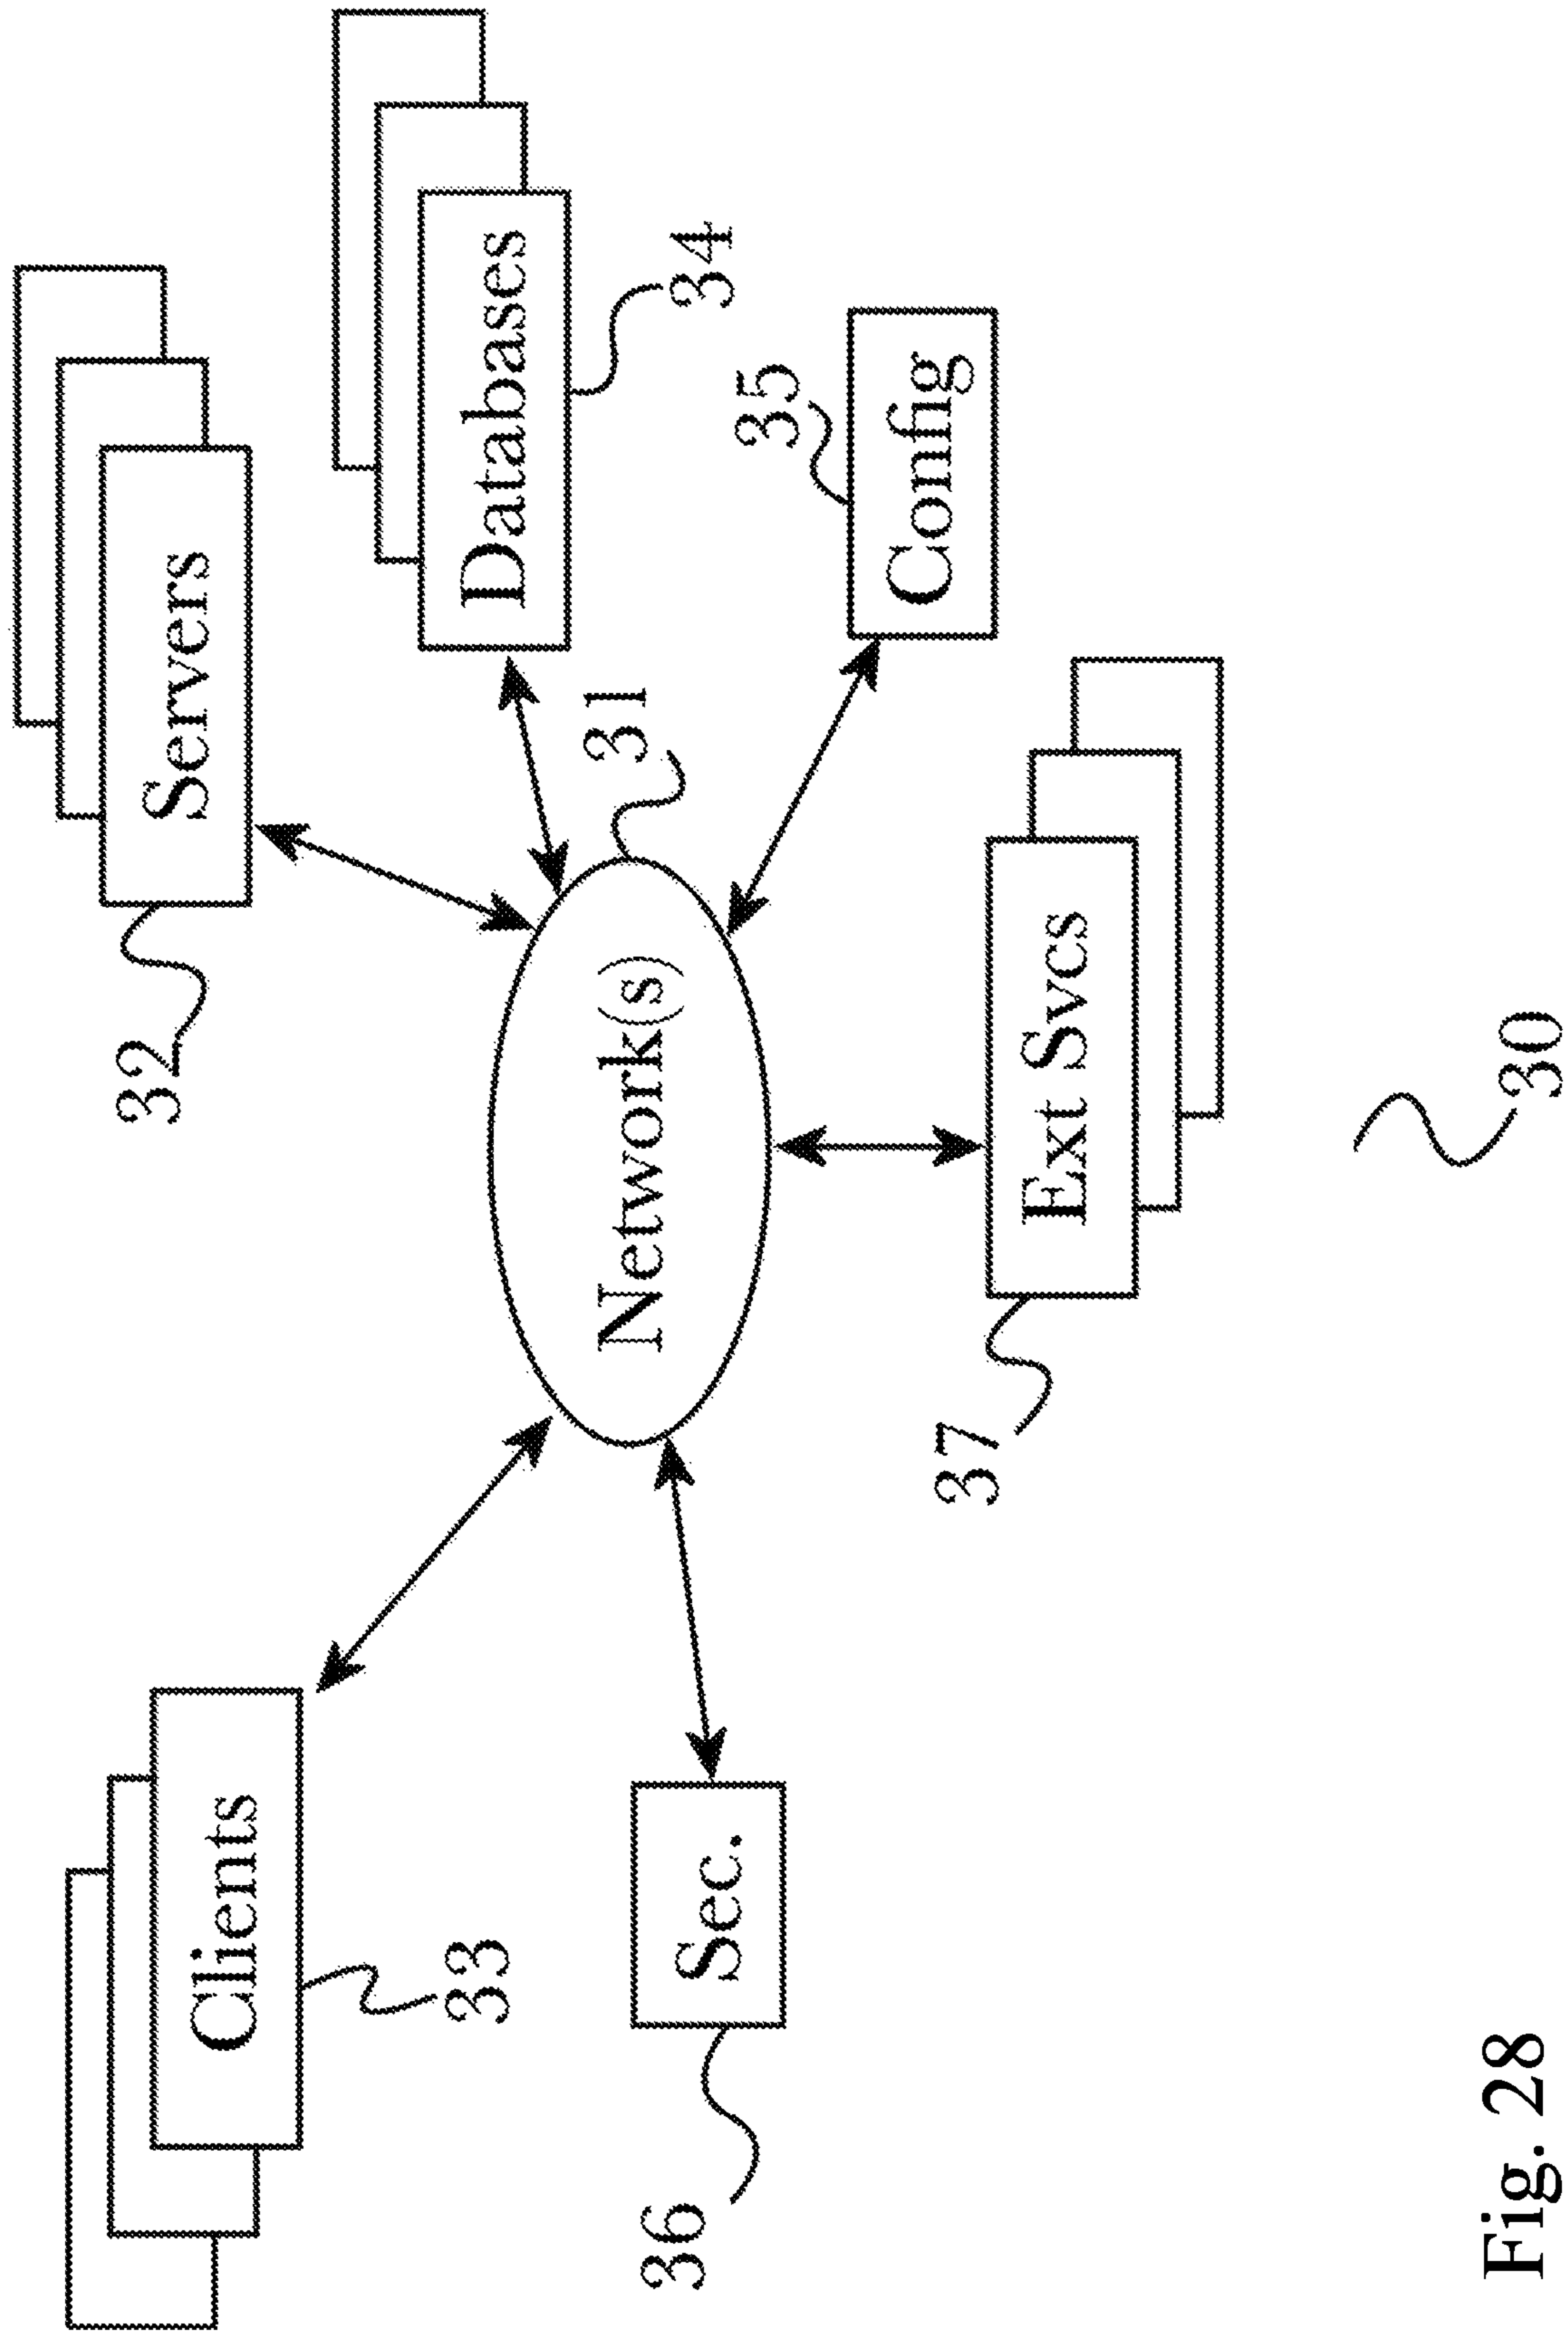 32
Servers
Clients
33
Databases
34
31
Network(s)
35
Config
Sec.
36
37
Ext Svcs
30
Fig. 28